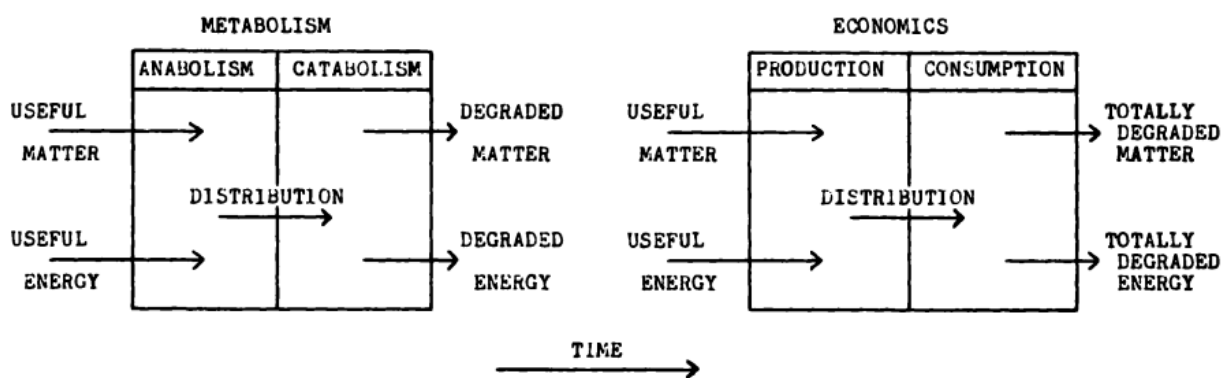 METABOLISM
ANABOLISM CATABOLISM
USEFUL
MATTER
DEGRADED
MATTER
DISTRIBUTION
USEFUL
ENERGY
DEGRADED
ENERGY
ECONOMICS
PRODUCTION CONSUMPTION
USEFUL
MATTER
TOTALLY
DEGRADED
MATTER
DISTRIBUTION
USEFUL
ENERGY
TOTALLY
DEGRADED
ENERGY
TIME